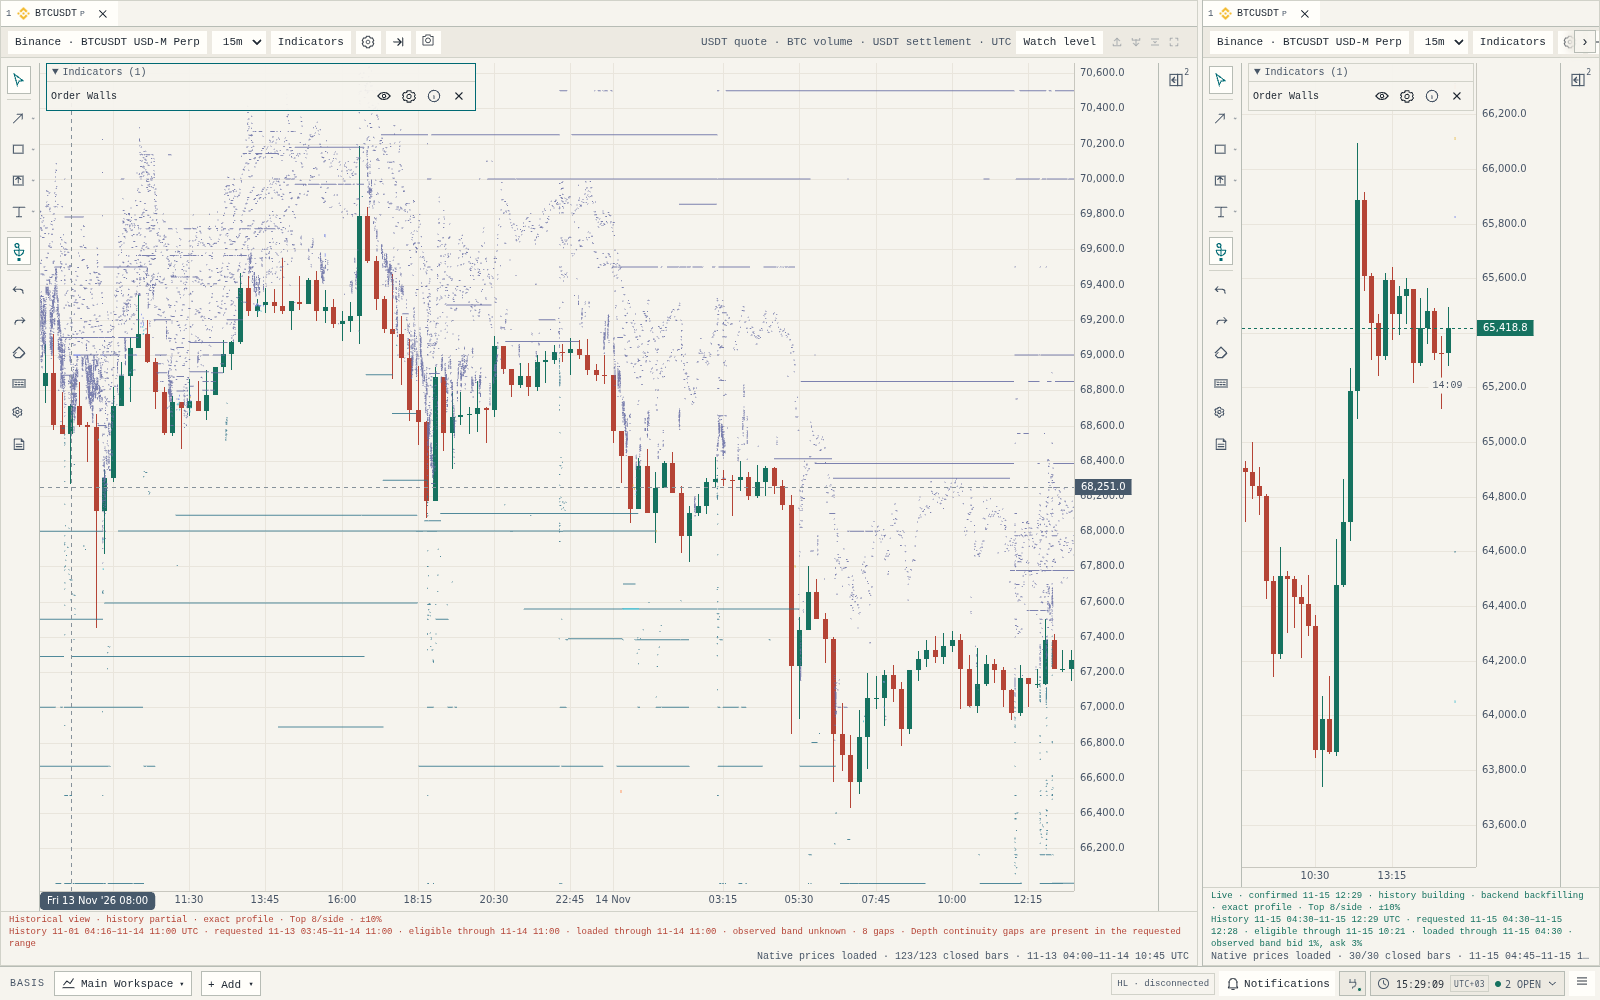 1 BTCUSDT P
Binance · BTCUSDT USD-M Perp 15m Indicators
USDT quote · BTC volume · USDT settlement · UTC Watch level
▼ Indicators (1)
Order Walls
70,600.0
70,400.0
70,200.0
70,000.0
69,800.0
69,600.0
69,400.0
69,200.0
69,000.0
68,800.0
68,600.0
68,400.0
68,251.0
68,200.0
68,000.0
67,800.0
67,600.0
67,400.0
67,200.0
67,000.0
66,800.0
66,600.0
66,400.0
66,200.0
2
Fri 13 Nov '26 08:00 11:30 13:45 16:00 18:15 20:30 22:45 14 Nov 03:15 05:30 07:45 10:00 12:15
Historical view · history partial · exact profile · Top 8/side · ±10%
History 11-01 04:16–11-14 11:00 UTC · requested 11-13 03:45–11-14 11:00 · eligible through 11-14 11:00 · loaded through 11-14 11:00 · observed band unknown · 8 gaps · Depth continuity gaps are present in the requested
range
Native prices loaded · 123/123 closed bars · 11-13 04:00–11-14 10:45 UTC
1 BTCUSDT P
Binance · BTCUSDT USD-M Perp 15m Indicators
▼ Indicators (1)
Order Walls
2
66,200.0
66,000.0
65,800.0
65,600.0
65,418.8
65,200.0
65,000.0
64,800.0
64,600.0
64,400.0
64,200.0
64,000.0
63,800.0
63,600.0
14:09
10:30 13:15
Live · confirmed 11-15 12:29 · history building · backend backfilling
· exact profile · Top 8/side · ±10%
History 11-15 04:30–11-15 12:29 UTC · requested 11-15 04:30–11-15
12:28 · eligible through 11-15 10:21 · loaded through 11-15 04:30 ·
observed band bid 1%, ask 3%
Native prices loaded · 30/30 closed bars · 11-15 04:45–11-15 1…
BASIS Main Workspace + Add HL · disconnected Notifications 15:29:09 UTC+03 2 OPEN